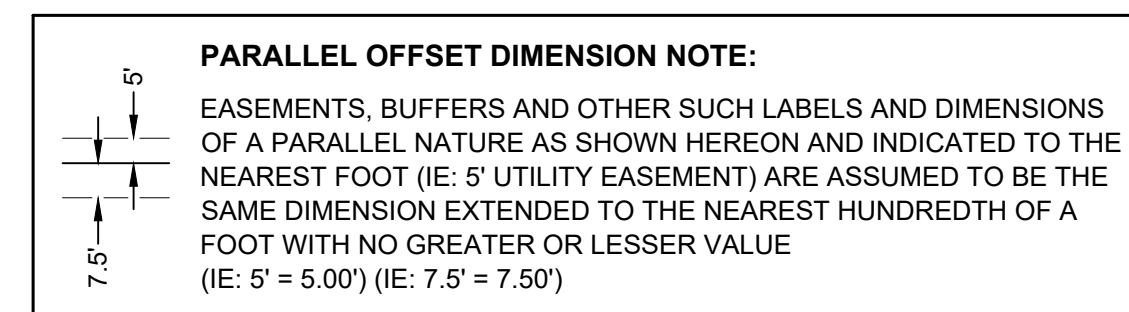 5'
7.5'
PARALLEL OFFSET DIMENSION NOTE:
EASEMENTS, BUFFERS AND OTHER SUCH LABELS AND DIMENSIONS
OF A PARALLEL NATURE AS SHOWN HEREON AND INDICATED TO THE
NEAREST FOOT (IE: 5' UTILITY EASEMENT) ARE ASSUMED TO BE THE
SAME DIMENSION EXTENDED TO THE NEAREST HUNDREDTH OF A
FOOT WITH NO GREATER OR LESSER VALUE
(IE: 5' = 5.00') (IE: 7.5' = 7.50')